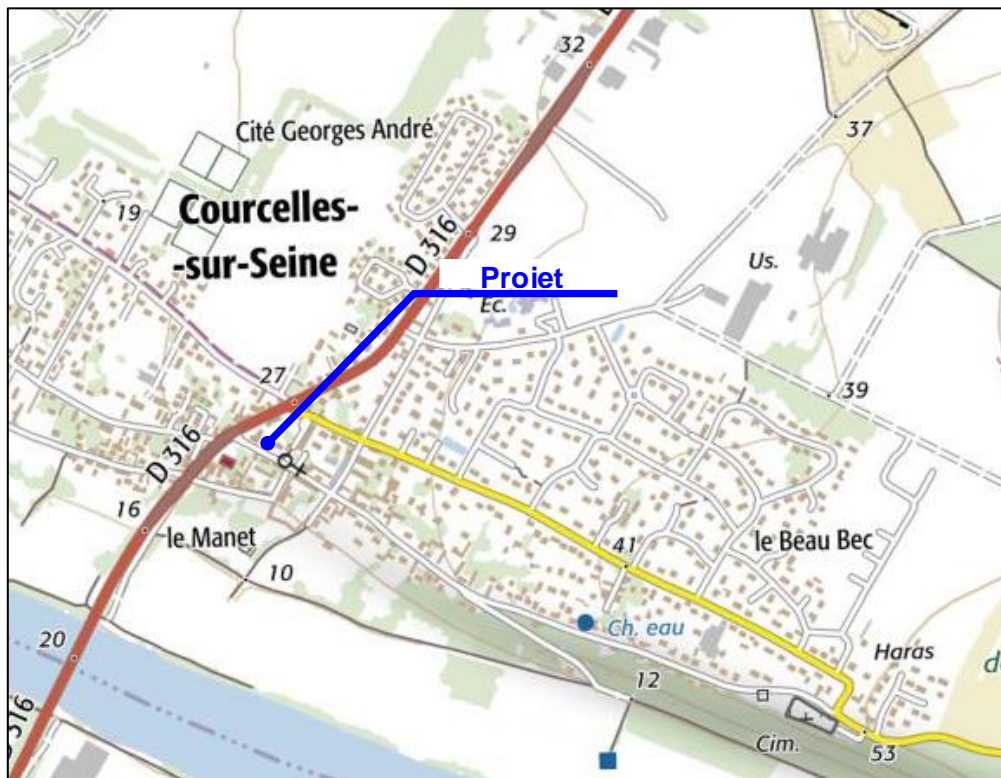 32
Cité Georges André
37
19
Courcelles-
-sur-Seine
D 316
29
Projet
Us.
Ec.
27
39
D 316
16
le Manet
10
41
le Beau Bec
20
Ch. eau
12
Haras
D 316
Cim.
53